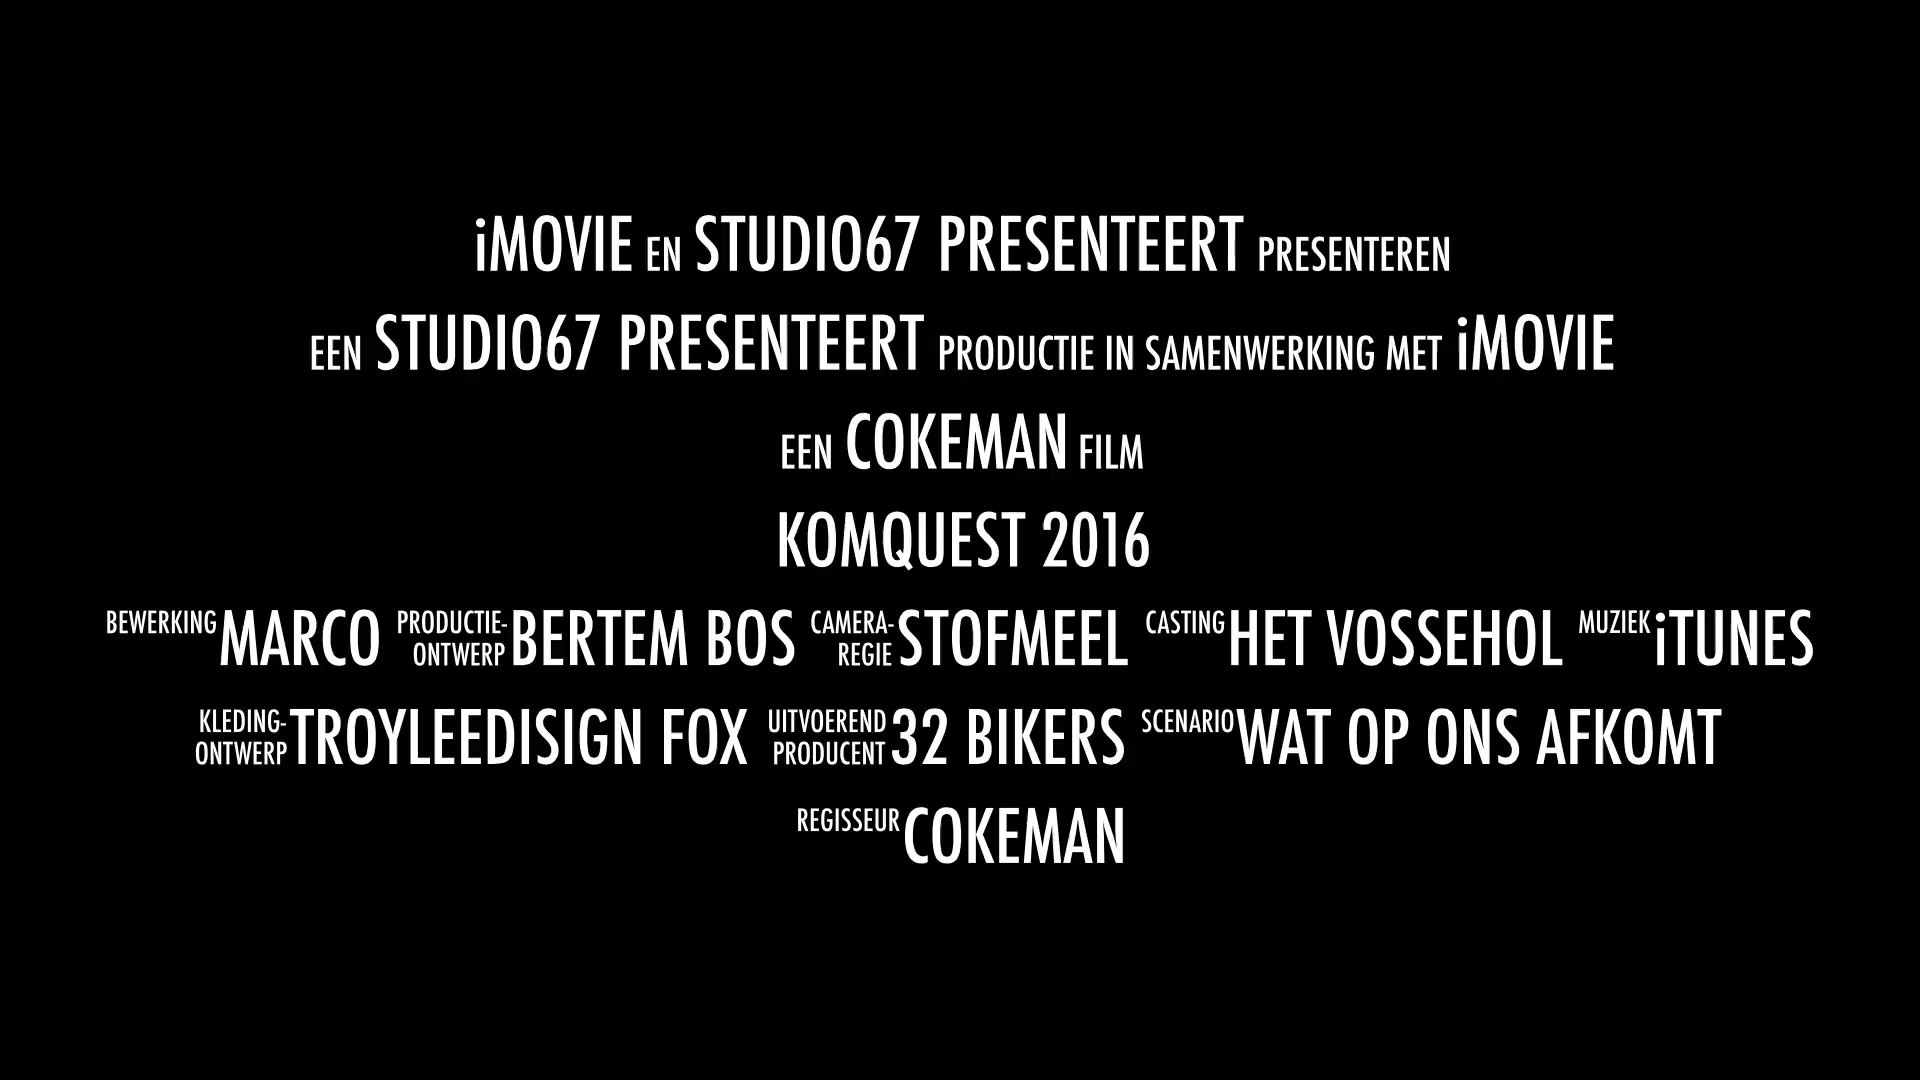 iMOVIE EN STUDIO67 PRESENTEERT PRESENTEREN
EEN STUDIO67 PRESENTEERT PRODUCTIE IN SAMENWERKING MET iMOVIE
EEN COKEMAN FILM
KOMQUEST 2016
BEWERKING MARCO PRODUCTIE-ONTWERP BERTEM BOS CAMERA-REGIE STOFMEEL CASTING HET VOSSEHOL MUZIEK iTUNES
KLEDING-ONTWERP TROYLEEDISIGN FOX UITVOEREND PRODUCENT 32 BIKERS SCENARIO WAT OP ONS AFKOMT
REGISSEUR COKEMAN